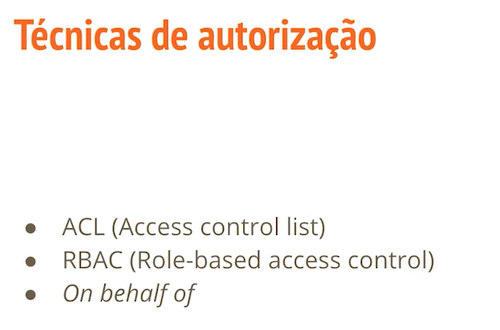 Técnicas de autorização
● ACL (Access control list)
● RBAC (Role-based access control)
● On behalf of